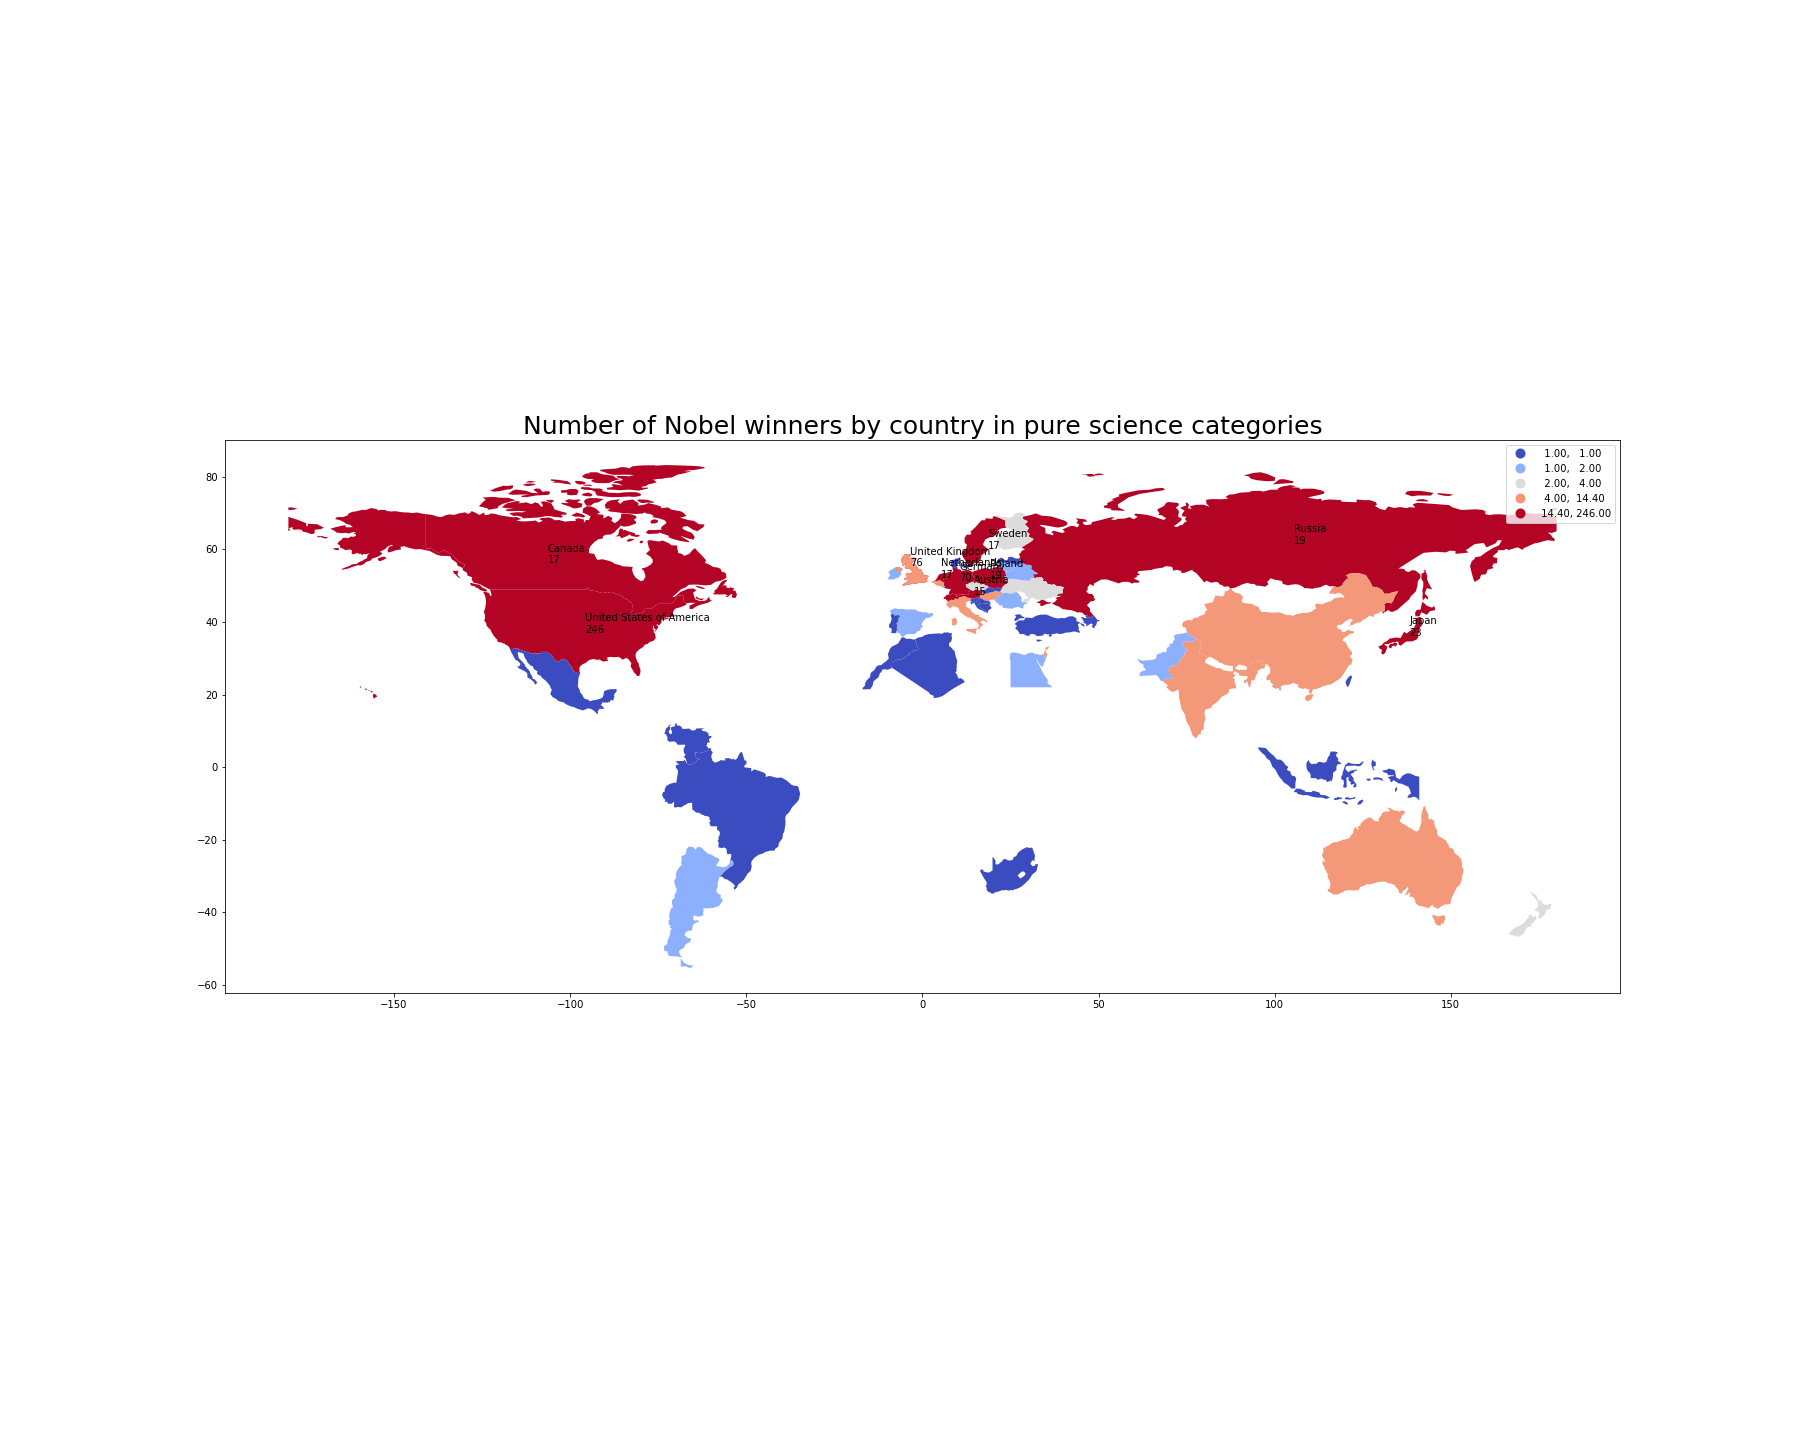 Number of Nobel winners by country in pure science categories
1.00, 1.00
1.00, 2.00
2.00, 4.00
4.00, 14.40
14.40, 246.00
80
60
40
20
0
−20
−40
−60
Canada
17
United States of America
246
United Kingdom
76
Sweden
17
Netherlands
17
Germany
70
Poland
19
Austria
15
Russia
19
Japan
23
−150
−100
−50
0
50
100
150